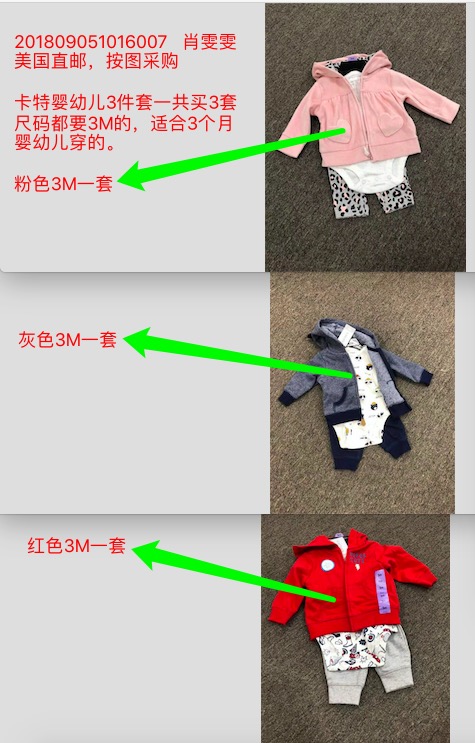 201809051016007 肖雯雯
美国直邮，按图采购
卡特婴幼儿3件套一共买3套
尺码都要3M的，适合3个月
婴幼儿穿的。
粉色3M一套
灰色3M一套
红色3M一套